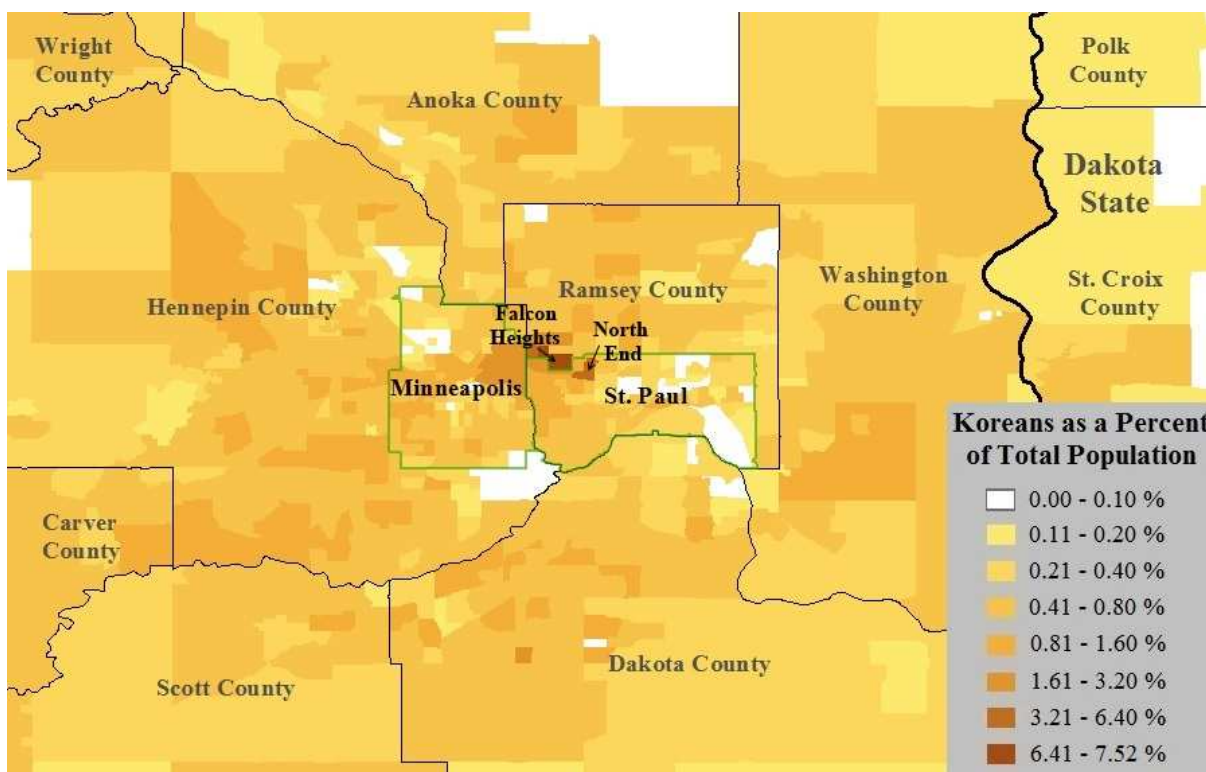 Wright
County
Anoka County
Polk
County
Dakota
State
Hennepin County
Ramsey County
Washington
County
St. Croix
County
Falcon
Heights
North
End
Minneapolis
St. Paul
Carver
County
Scott County
Dakota County
Koreans as a Percent
of Total Population
0.00 - 0.10 %
0.11 - 0.20 %
0.21 - 0.40 %
0.41 - 0.80 %
0.81 - 1.60 %
1.61 - 3.20 %
3.21 - 6.40 %
6.41 - 7.52 %